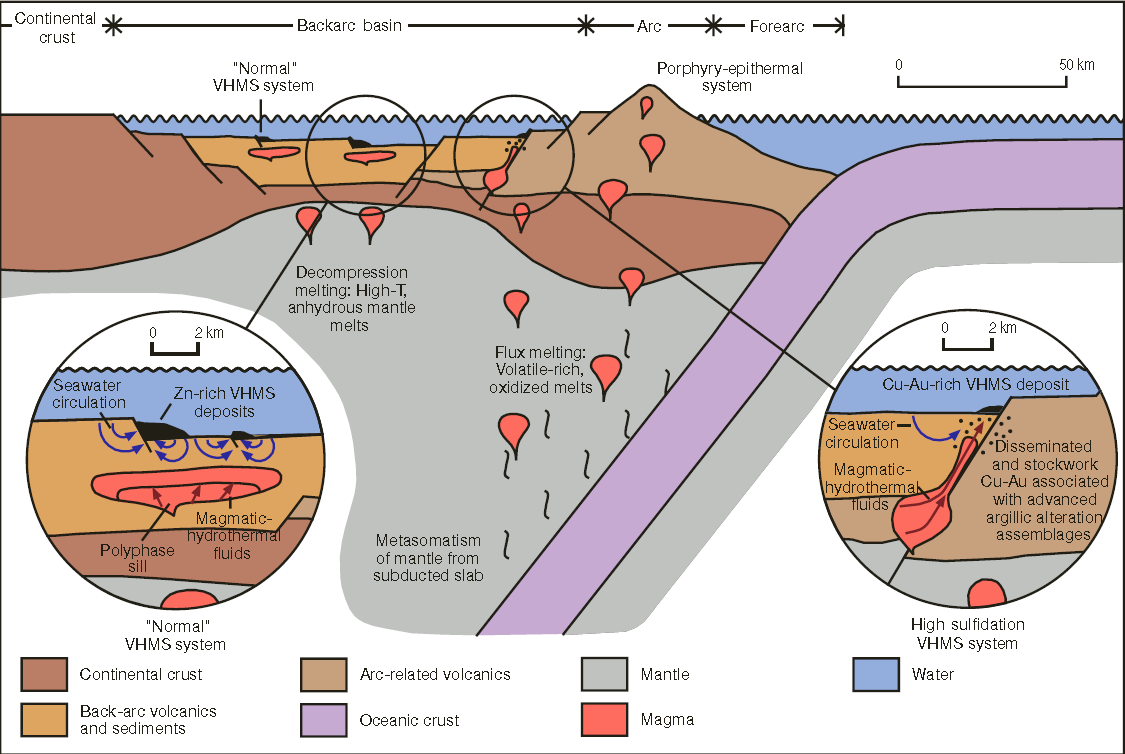 Continental
crust
Backarc basin
Arc
Forearc
"Normal"
VHMS system
Porphyry-epithermal
system
0
50 km
Decompression
melting: High-T,
anhydrous mantle
melts
Flux melting:
Volatile-rich,
oxidized melts
Metasomatism
of mantle from
subducted slab
0
2 km
Seawater
circulation
Zn-rich VHMS
deposits
Magmatic-
hydrothermal
fluids
Polyphase
sill
"Normal"
VHMS system
0
2 km
Cu-Au-rich VHMS deposit
Seawater
circulation
Magmatic-
hydrothermal
fluids
Disseminated
and stockwork
Cu-Au associated
with advanced
argillic alteration
assemblages
High sulfidation
VHMS system
Continental crust
Arc-related volcanics
Mantle
Water
Back-arc volcanics
and sediments
Oceanic crust
Magma